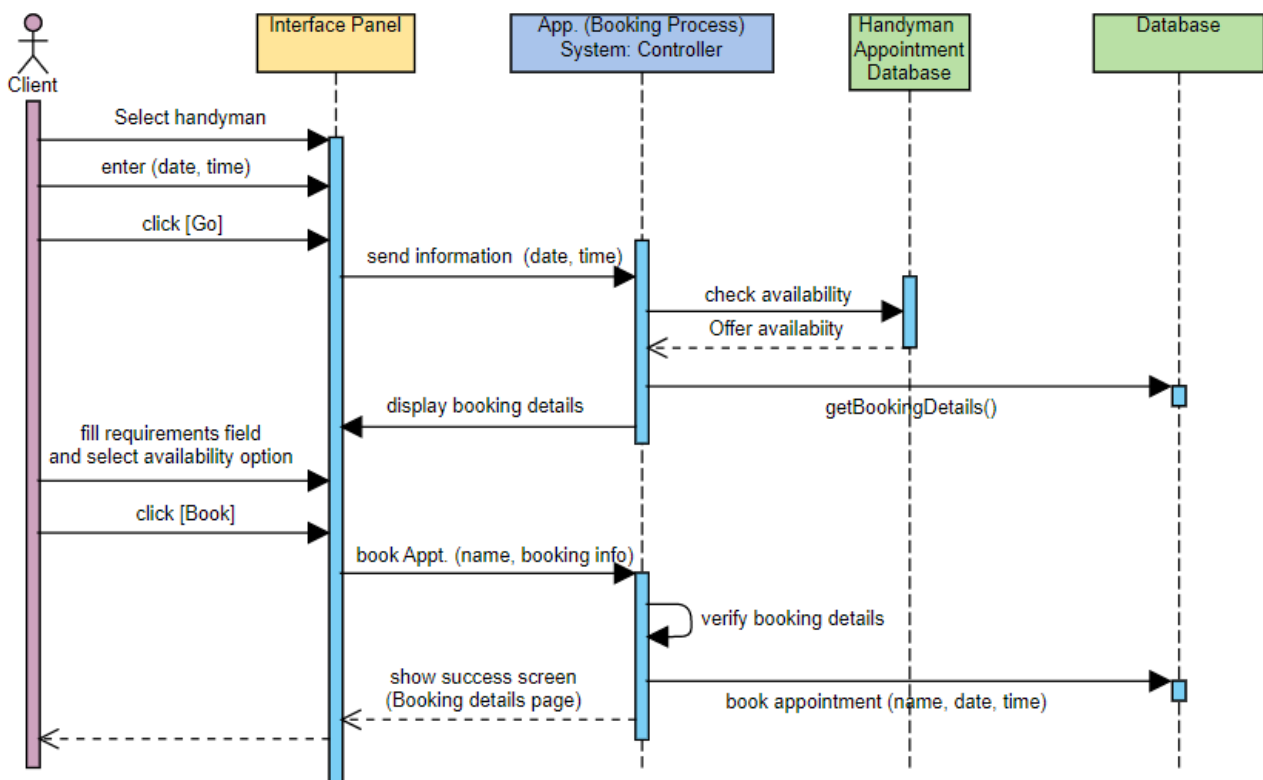 Client
Interface Panel
App. (Booking Process)
System: Controller
Handyman
Appointment
Database
Database
Select handyman
enter (date, time)
click [Go]
send information (date, time)
check availability
Offer availabiity
getBookingDetails()
display booking details
fill requirements field
and select availability option
click [Book]
book Appt. (name, booking info)
verify booking details
show success screen
(Booking details page)
book appointment (name, date, time)